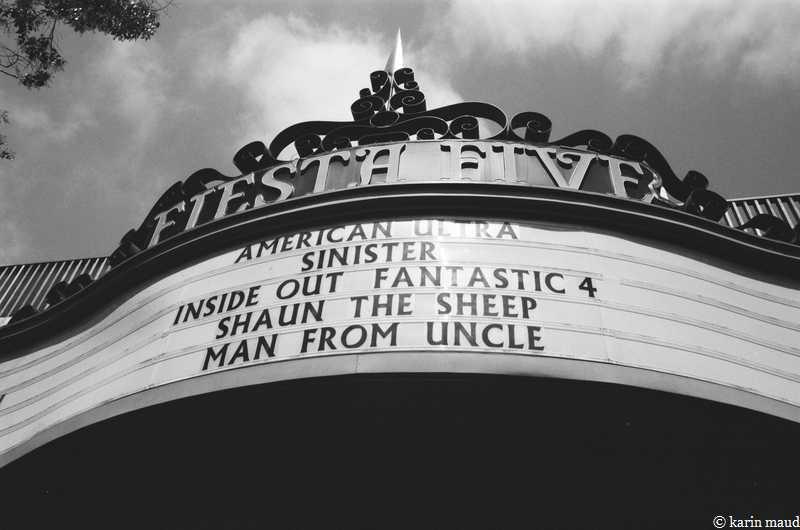 FIESTA FIVE
AMERICAN ULTRA
SINISTER
INSIDE OUT FANTASTIC 4
SHAUN THE SHEEP
MAN FROM UNCLE
© karin maud